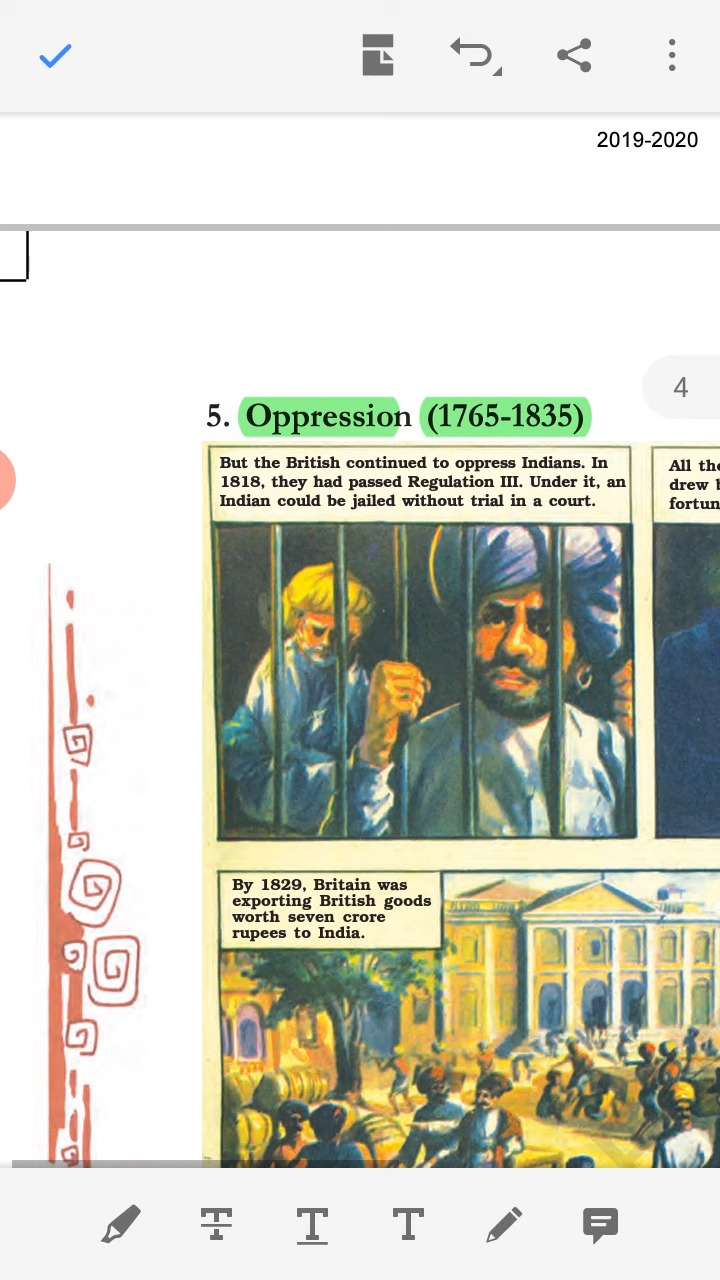 2019-2020
4
5. Oppression (1765-1835)
But the British continued to oppress Indians. In
1818, they had passed Regulation III. Under it, an
Indian could be jailed without trial in a court.
All the
drew
fortun
By 1829, Britain was
exporting British goods
worth seven crore
rupees to India.